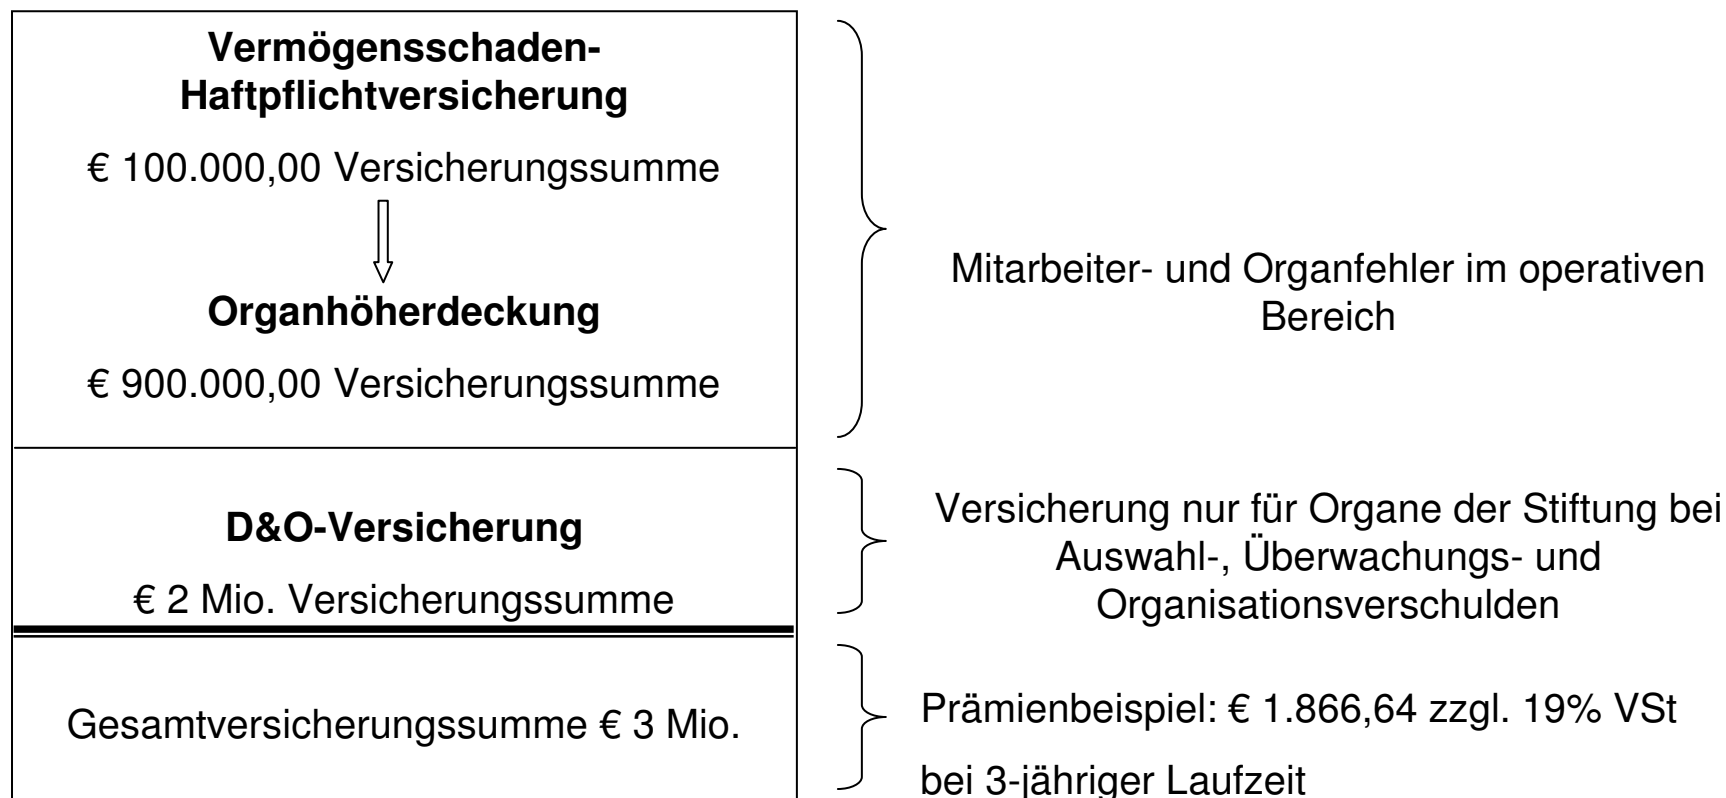 Vermögensschaden-
Haftpflichtversicherung
€ 100.000,00 Versicherungssumme
Organhöherdeckung
€ 900.000,00 Versicherungssumme
Mitarbeiter- und Organfehler im operativen
Bereich
D&O-Versicherung
€ 2 Mio. Versicherungssumme
Versicherung nur für Organe der Stiftung bei
Auswahl-, Überwachungs- und
Organisationsverschulden
Gesamtversicherungssumme € 3 Mio.
Prämienbeispiel: € 1.866,64 zzgl. 19% VSt
bei 3-jähriger Laufzeit